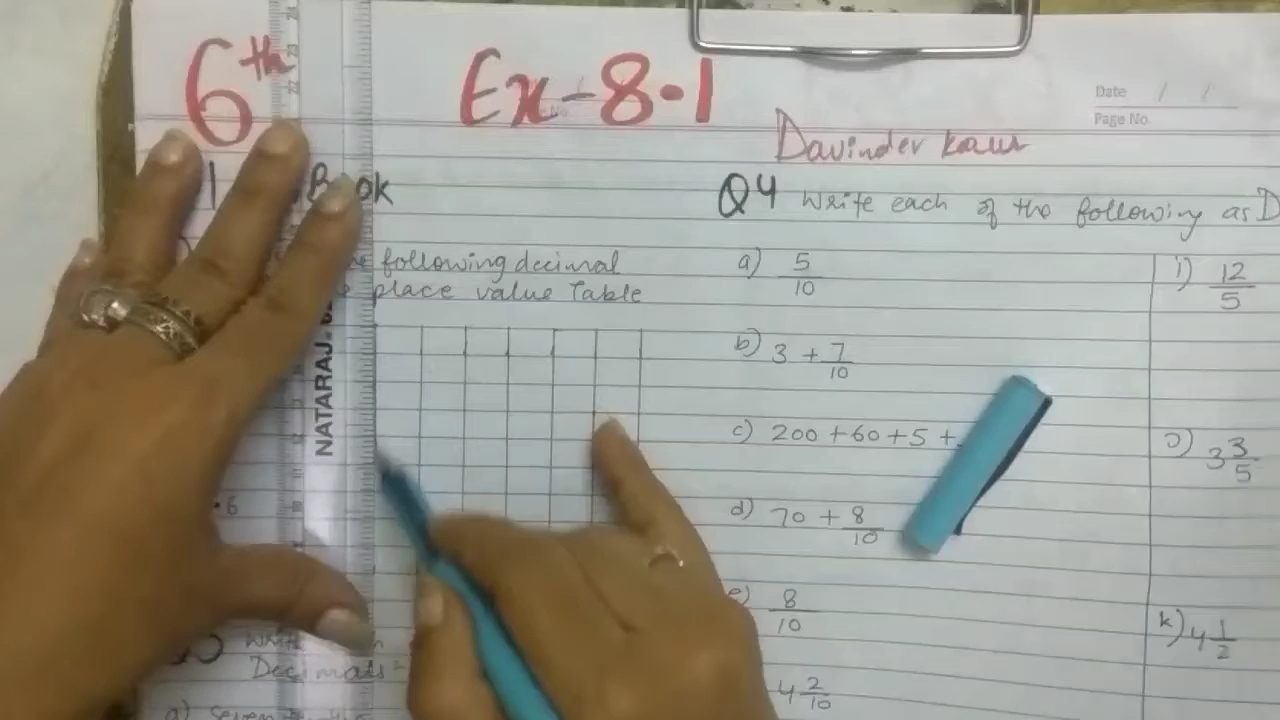 6th
Ex-8.1
Date / /
Page No.
Davinder Kaur
1 Book
following decimal
place value Table
NATARAJ
.6
Decimals
Q4 Write each of the following as D
a) 5/10
b) 3 + 7/10
c) 200 + 60 + 5 +
d) 70 + 8/10
e) 8/10
4 2/10
i) 12/5
3 3/5
k) 4 1/2